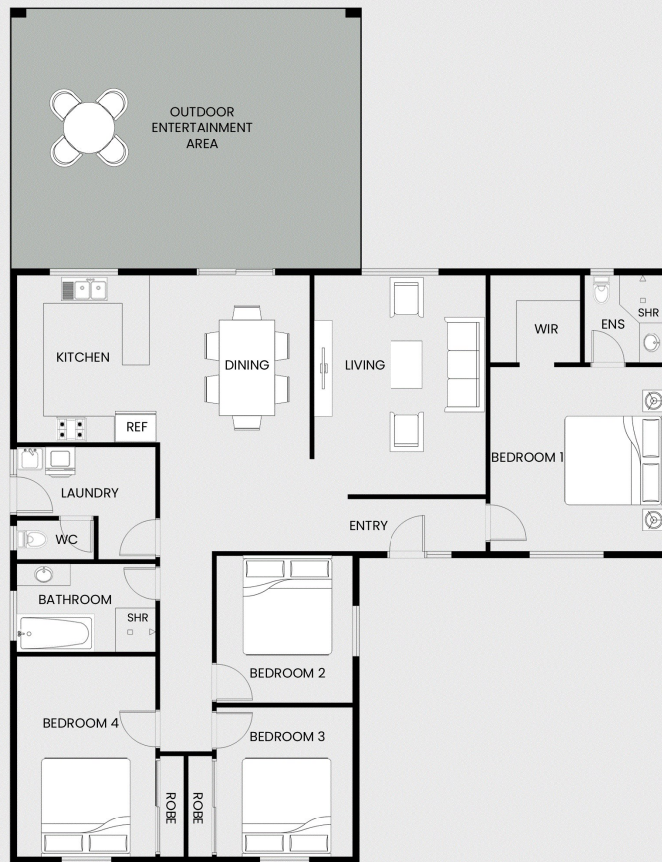 OUTDOOR
ENTERTAINMENT
AREA
SHR
ENS
WIR
KITCHEN
DINING
LIVING
REF
BEDROOM 1
LAUNDRY
ENTRY
WC
BATHROOM
SHR
BEDROOM 2
BEDROOM 4
BEDROOM 3
ROBE
ROBE